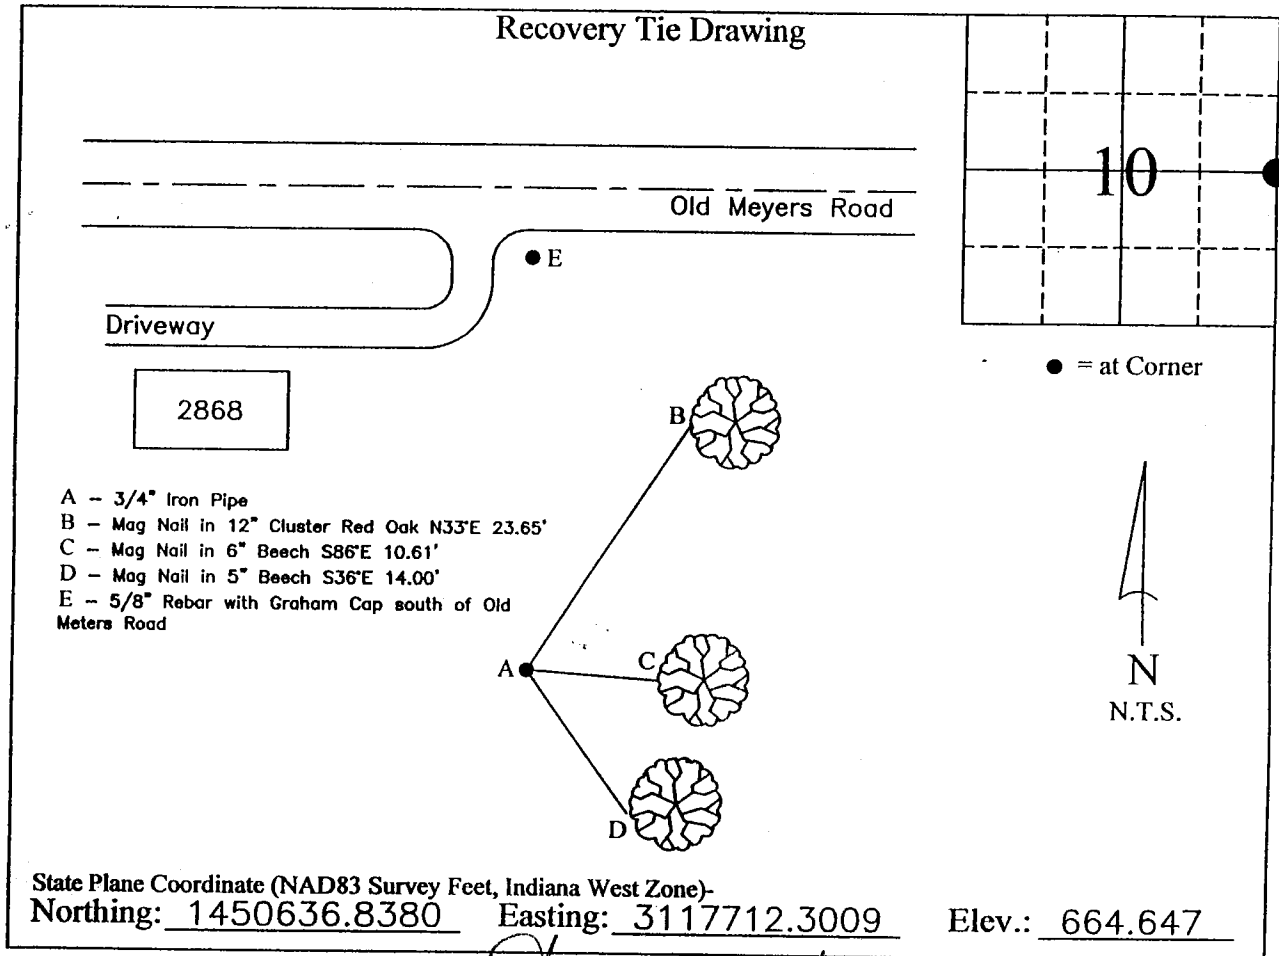 Recovery Tie Drawing
10
Old Meyers Road
E
Driveway
= at Corner
2868
B
A – 3/4" Iron Pipe
B – Mag Nail in 12" Cluster Red Oak N33°E 23.65'
C – Mag Nail in 6" Beech S86°E 10.61'
D – Mag Nail in 5" Beech S36°E 14.00'
E – 5/8" Rebar with Graham Cap south of Old
Meters Road
A
C
N
N.T.S.
D
State Plane Coordinate (NAD83 Survey Feet, Indiana West Zone)-
Northing: 1450636.8380 Easting: 3117712.3009 Elev.: 664.647